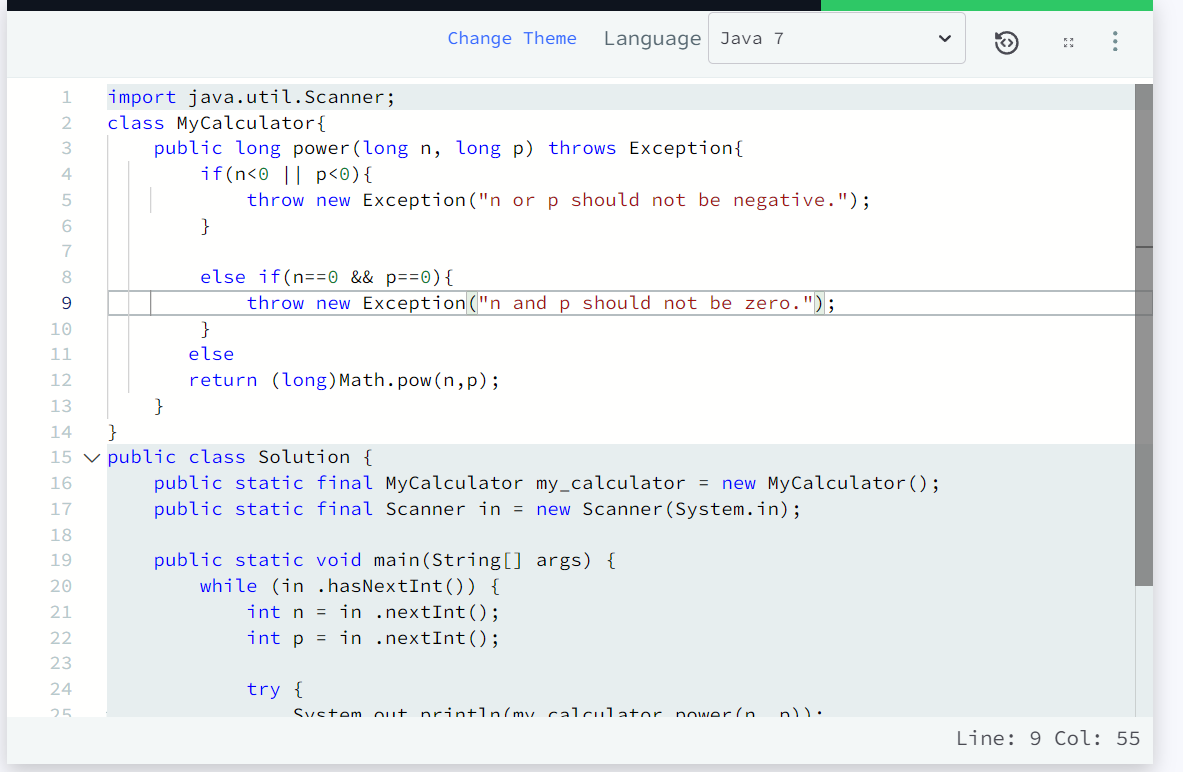 Change Theme Language Java 7
1 import java.util.Scanner;
2 class MyCalculator{
3     public long power(long n, long p) throws Exception{
4         if(n<0 || p<0){
5             throw new Exception("n or p should not be negative.");
6         }
7
8         else if(n==0 && p==0){
9             throw new Exception("n and p should not be zero.");
10         }
11        else
12        return (long)Math.pow(n,p);
13     }
14 }
15 public class Solution {
16     public static final MyCalculator my_calculator = new MyCalculator();
17     public static final Scanner in = new Scanner(System.in);
18
19     public static void main(String[] args) {
20         while (in .hasNextInt()) {
21             int n = in .nextInt();
22             int p = in .nextInt();
23
24             try {
25                 System.out.println(my_calculator.power(n, p));
Line: 9 Col: 55